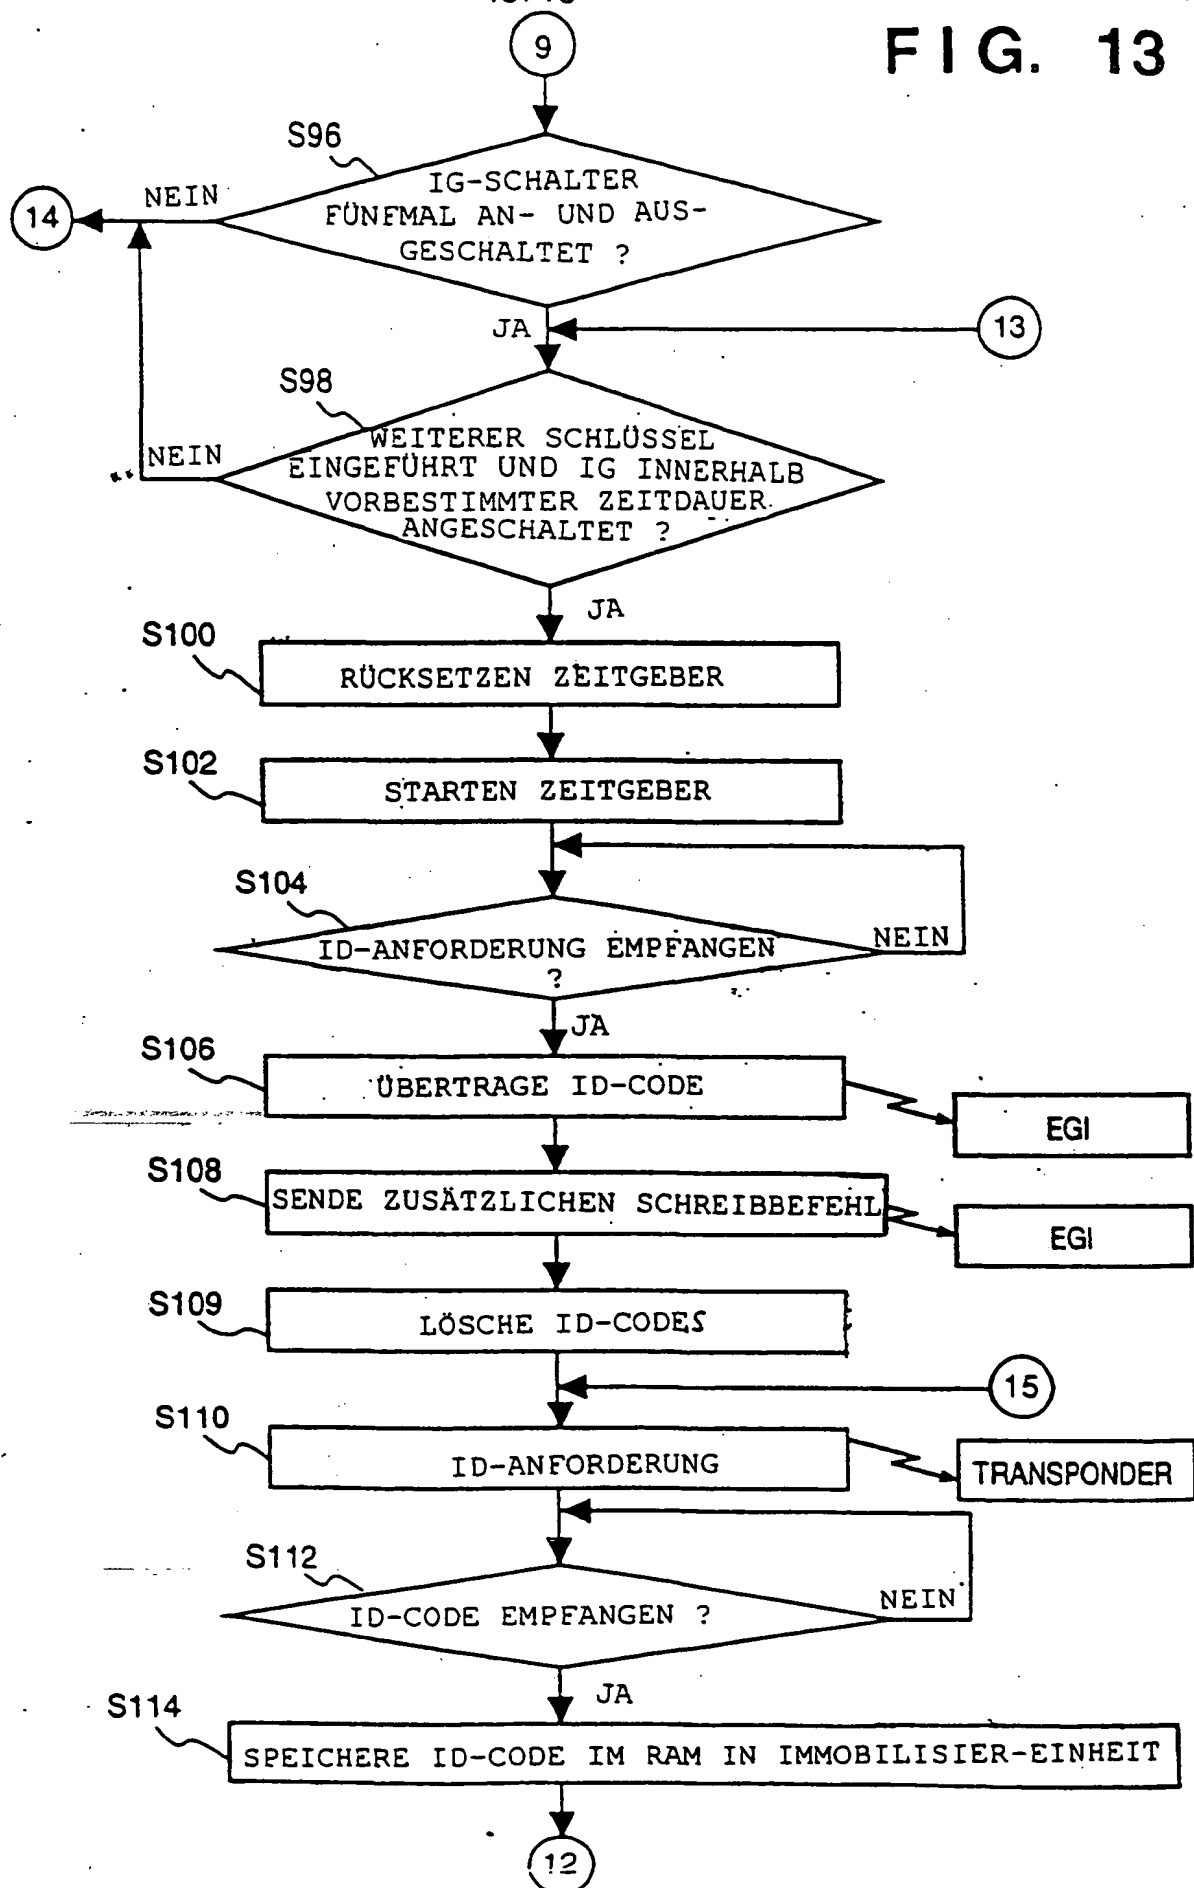 FIG. 13
9
S96
IG-SCHALTER
FÜNFMAL AN- UND AUS-
GESCHALTET ?
NEIN
14
JA
13
S98
WEITERER SCHLÜSSEL
EINGEFÜHRT UND IG INNERHALB
VORBESTIMMTER ZEITDAUER
ANGESCHALTET ?
NEIN
JA
S100
RÜCKSETZEN ZEITGEBER
S102
STARTEN ZEITGEBER
S104
ID-ANFORDERUNG EMPFANGEN
?
NEIN
JA
S106
ÜBERTRAGE ID-CODE
EGI
S108
SENDE ZUSÄTZLICHEN SCHREIBBEFEHL
EGI
S109
LÖSCHE ID-CODES
15
S110
ID-ANFORDERUNG
TRANSPONDER
S112
ID-CODE EMPFANGEN ?
NEIN
JA
S114
SPEICHERE ID-CODE IM RAM IN IMMOBILISIER-EINHEIT
12